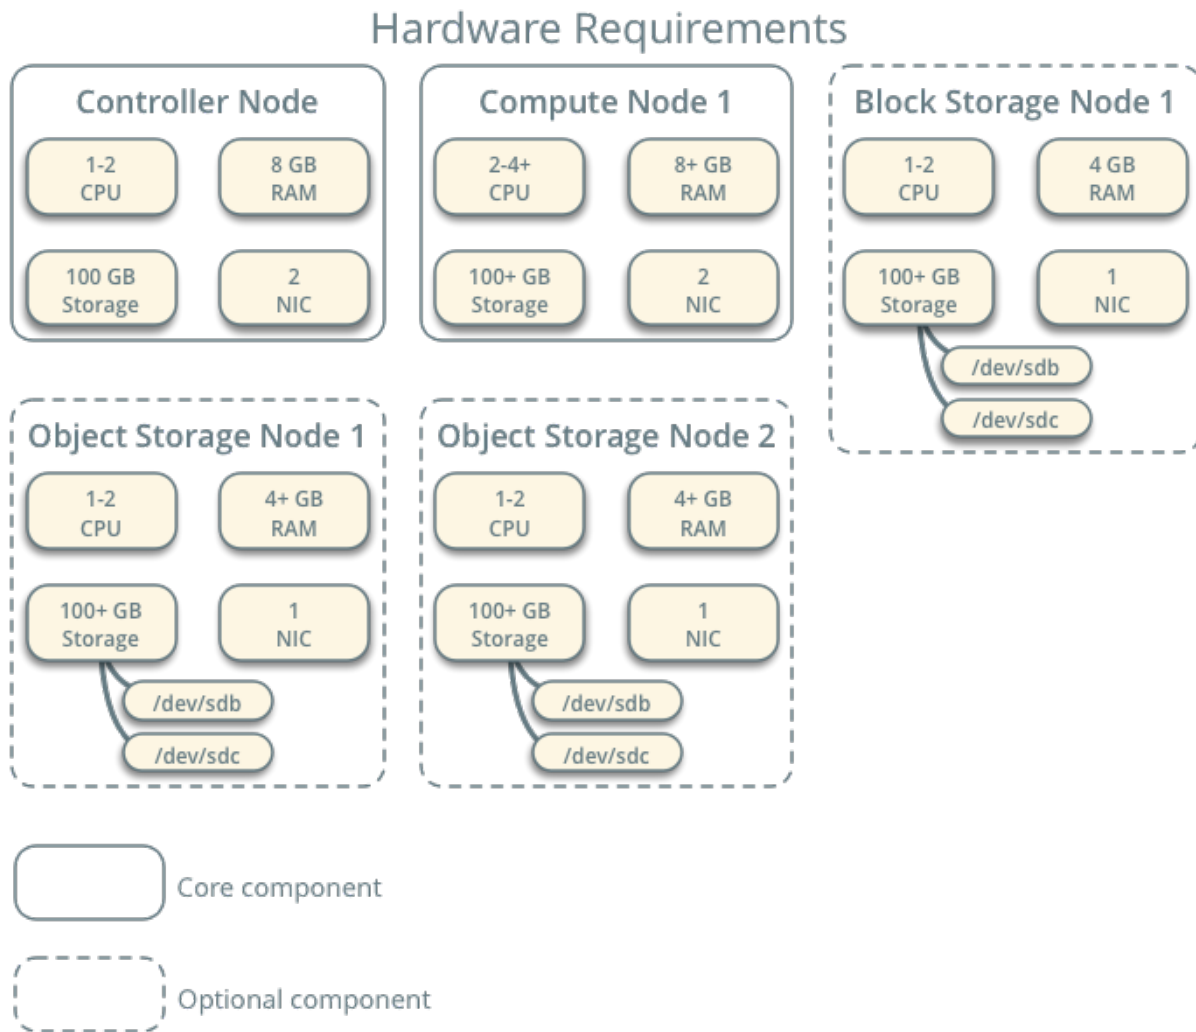 Hardware Requirements
Controller Node
1-2
CPU
8 GB
RAM
100 GB
Storage
2
NIC
Compute Node 1
2-4+
CPU
8+ GB
RAM
100+ GB
Storage
2
NIC
Block Storage Node 1
1-2
CPU
4 GB
RAM
100+ GB
Storage
1
NIC
/dev/sdb
/dev/sdc
Object Storage Node 1
1-2
CPU
4+ GB
RAM
100+ GB
Storage
1
NIC
/dev/sdb
/dev/sdc
Object Storage Node 2
1-2
CPU
4+ GB
RAM
100+ GB
Storage
1
NIC
/dev/sdb
/dev/sdc
Core component
Optional component